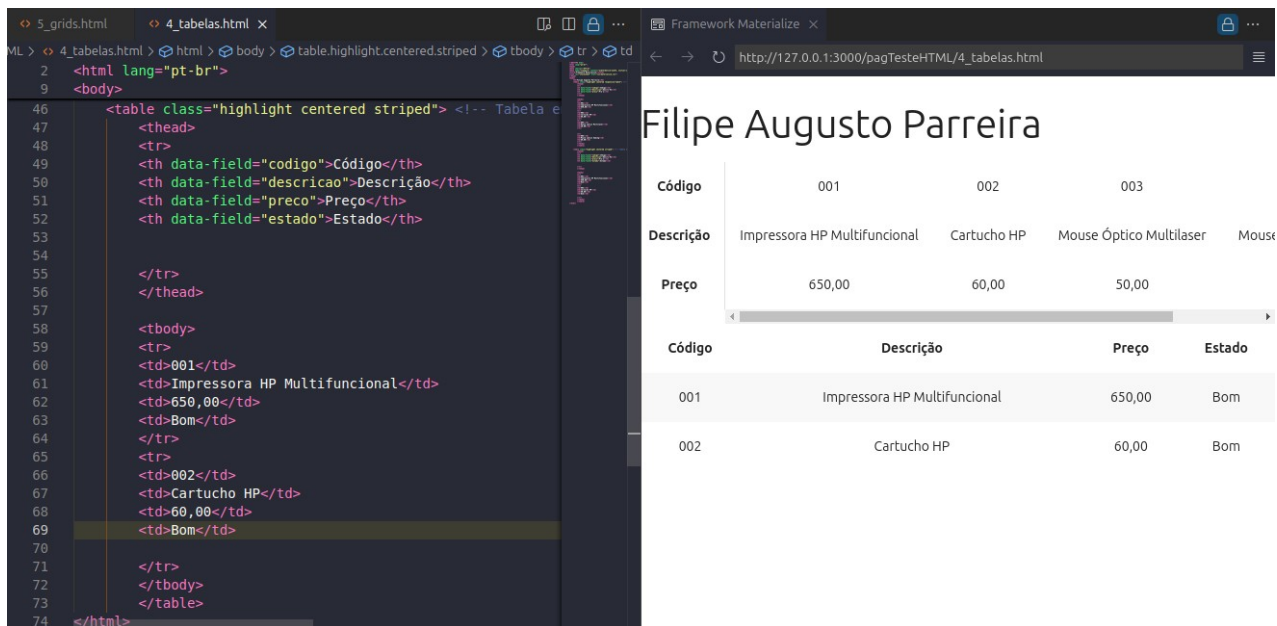 5_grids.html
4_tabelas.html
ML > 4_tabelas.html > html > body > table.highlight.centered.striped > tbody > tr > td
2 <html lang="pt-br">
9 <body>
46 <table class="highlight centered striped"> <!-- Tabela e
47 <thead>
48 <tr>
49 <th data-field="codigo">Código</th>
50 <th data-field="descricao">Descrição</th>
51 <th data-field="preco">Preço</th>
52 <th data-field="estado">Estado</th>
53
54
55 </tr>
56 </thead>
57
58 <tbody>
59 <tr>
60 <td>001</td>
61 <td>Impressora HP Multifuncional</td>
62 <td>650,00</td>
63 <td>Bom</td>
64 </tr>
65 <tr>
66 <td>002</td>
67 <td>Cartucho HP</td>
68 <td>60,00</td>
69 <td>Bom</td>
70
71 </tr>
72 </tbody>
73 </table>
74 </html>
Framework Materialize
http://127.0.0.1:3000/pagTesteHTML/4_tabelas.html
Filipe Augusto Parreira
Código 001 002 003
Descrição Impressora HP Multifuncional Cartucho HP Mouse Óptico Multilaser Mouse
Preço 650,00 60,00 50,00
Código Descrição Preço Estado
001 Impressora HP Multifuncional 650,00 Bom
002 Cartucho HP 60,00 Bom